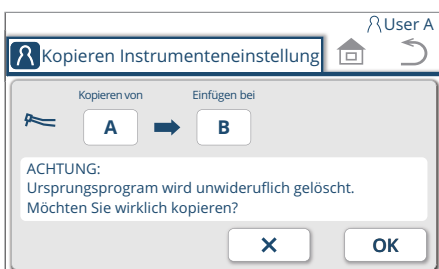 User A
Kopieren Instrumenteneinstellung
Kopieren von Einfügen bei
A B
ACHTUNG:
Ursprungsprogram wird unwideruflich gelöscht.
Möchten Sie wirklich kopieren?
OK